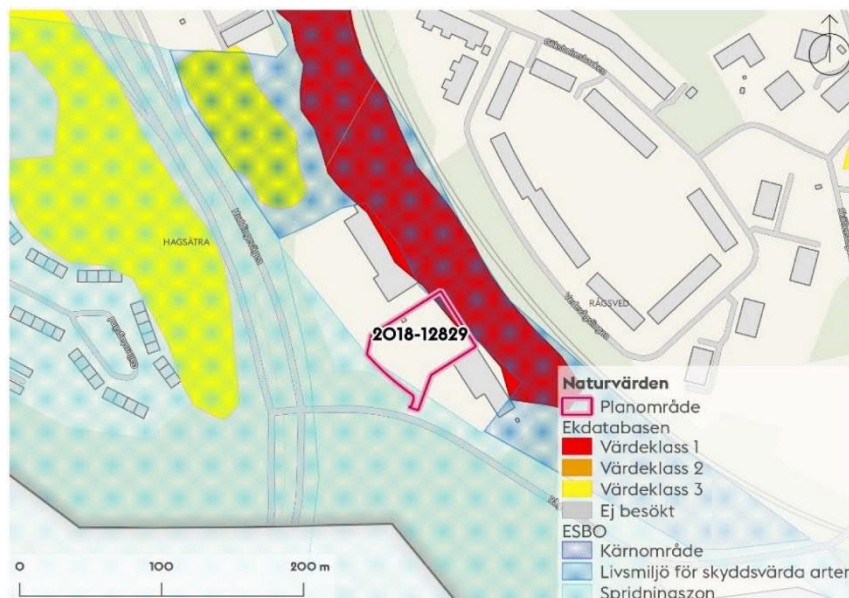 HAGSÄTRA
RÅGSVED
2018-12829
Naturvärden
Planområde
Ekdatabasen
Värdeklass 1
Värdeklass 2
Värdeklass 3
Ej besökt
ESBO
Kärnområde
Livsmiljö för skyddsvärda arter
Spridningszon
0 100 200 m